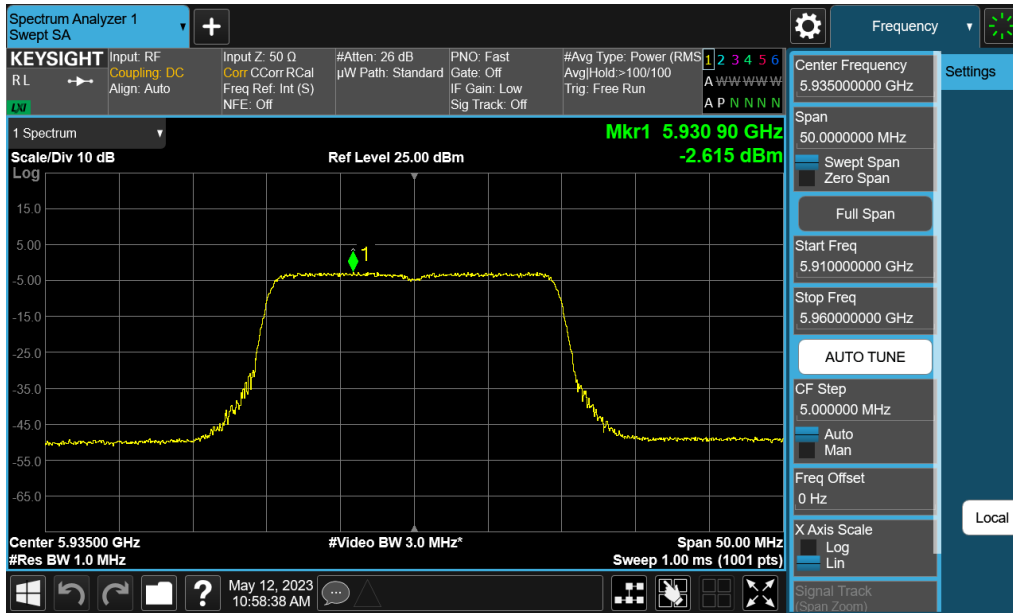 Spectrum Analyzer 1
Swept SA
+
Frequency
KEYSIGHT
RL
LXI
Input: RF
Coupling: DC
Align: Auto
Input Z: 50 Ω
Corr CCorr RCal
Freq Ref: Int (S)
NFE: Off
#Atten: 26 dB
µW Path: Standard
PNO: Fast
Gate: Off
IF Gain: Low
Sig Track: Off
#Avg Type: Power (RMS
Avg|Hold:>100/100
Trig: Free Run
1 2 3 4 5 6
A W W W W W
A P N N N N
1 Spectrum
Mkr1 5.930 90 GHz
Scale/Div 10 dB
Ref Level 25.00 dBm
-2.615 dBm
Log
15.0
5.00
-5.00
-15.0
-25.0
-35.0
-45.0
-55.0
-65.0
1
Center 5.93500 GHz
#Video BW 3.0 MHz*
Span 50.00 MHz
#Res BW 1.0 MHz
Sweep 1.00 ms (1001 pts)
Center Frequency
5.935000000 GHz
Settings
Span
50.0000000 MHz
Swept Span
Zero Span
Full Span
Start Freq
5.910000000 GHz
Stop Freq
5.960000000 GHz
AUTO TUNE
CF Step
5.000000 MHz
Auto
Man
Freq Offset
0 Hz
Local
X Axis Scale
Log
Lin
Signal Track
(Span Zoom)
?
May 12, 2023
10:58:38 AM